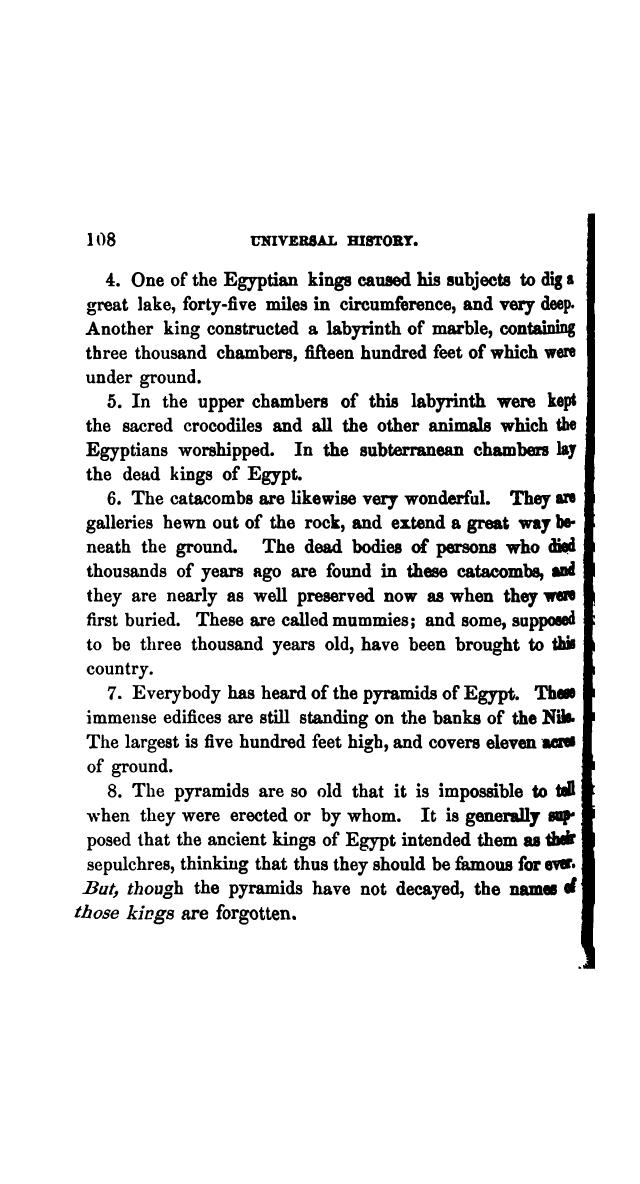 108 UNIVERSAL HISTORY.
4. One of the Egyptian kings caused his subjects to dig a
great lake, forty-five miles in circumference, and very deep.
Another king constructed a labyrinth of marble, containing
three thousand chambers, fifteen hundred feet of which were
under ground.
5. In the upper chambers of this labyrinth were kept
the sacred crocodiles and all the other animals which the
Egyptians worshipped. In the subterranean chambers lay
the dead kings of Egypt.
6. The catacombs are likewise very wonderful. They are
galleries hewn out of the rock, and extend a great way be-
neath the ground. The dead bodies of persons who died
thousands of years ago are found in these catacombs, and
they are nearly as well preserved now as when they were
first buried. These are called mummies; and some, supposed
to be three thousand years old, have been brought to this
country.
7. Everybody has heard of the pyramids of Egypt. These
immense edifices are still standing on the banks of the Nile.
The largest is five hundred feet high, and covers eleven acres
of ground.
8. The pyramids are so old that it is impossible to tell
when they were erected or by whom. It is generally sup-
posed that the ancient kings of Egypt intended them as their
sepulchres, thinking that thus they should be famous for ever.
But, though the pyramids have not decayed, the names of
those kings are forgotten.